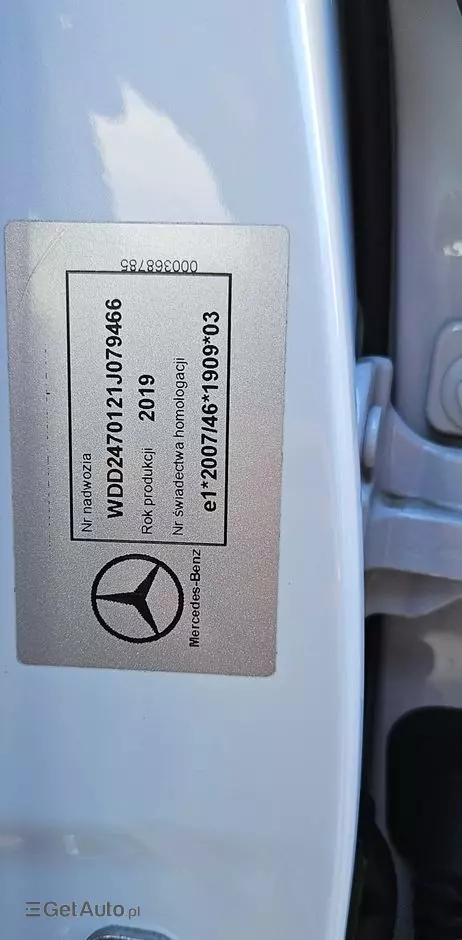 000368785
Nr nadwozia
WDD2470121J079466
Rok produkcji 2019
Nr świadectwa homologacji
e1*2007/46*1909*03
Mercedes-Benz
GetAuto.pl